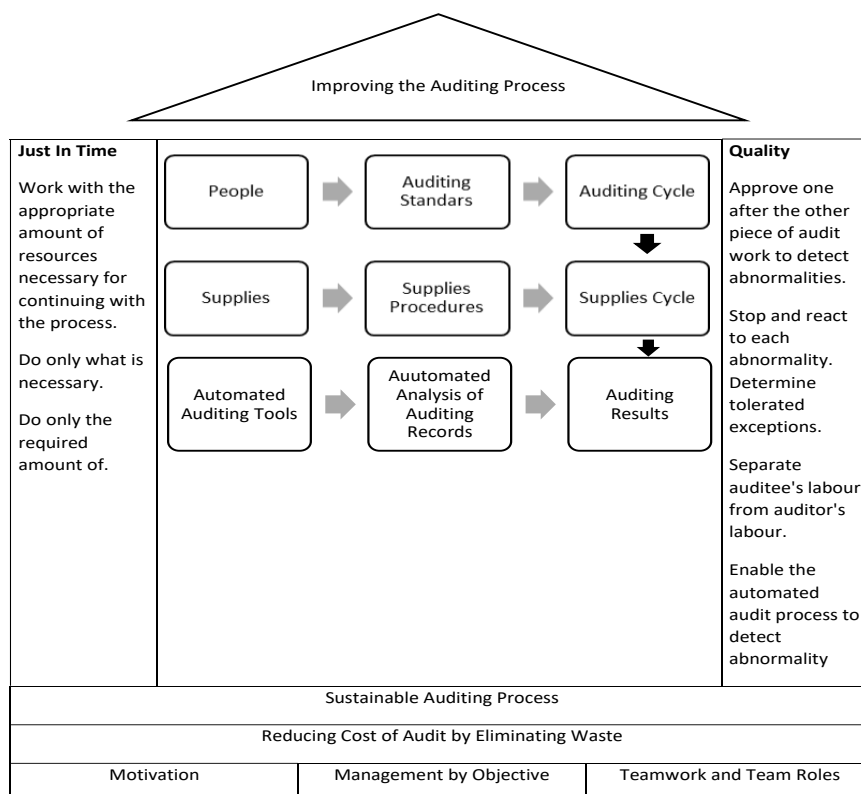 Improving the Auditing Process
Just In Time
Work with the
appropriate
amount of
resources
necessary for
continuing with
the process.
Do only what is
necessary.
Do only the
required
amount of.
People
Auditing
Standars
Auditing Cycle
Supplies
Supplies
Procedures
Supplies Cycle
Automated
Auditing Tools
Auutomated
Analysis of
Auditing
Records
Auditing
Results
Quality
Approve one
after the other
piece of audit
work to detect
abnormalities.
Stop and react
to each
abnormality.
Determine
tolerated
exceptions.
Separate
auditee's labour
from auditor's
labour.
Enable the
automated
audit process to
detect
abnormality
Sustainable Auditing Process
Reducing Cost of Audit by Eliminating Waste
Motivation
Management by Objective
Teamwork and Team Roles